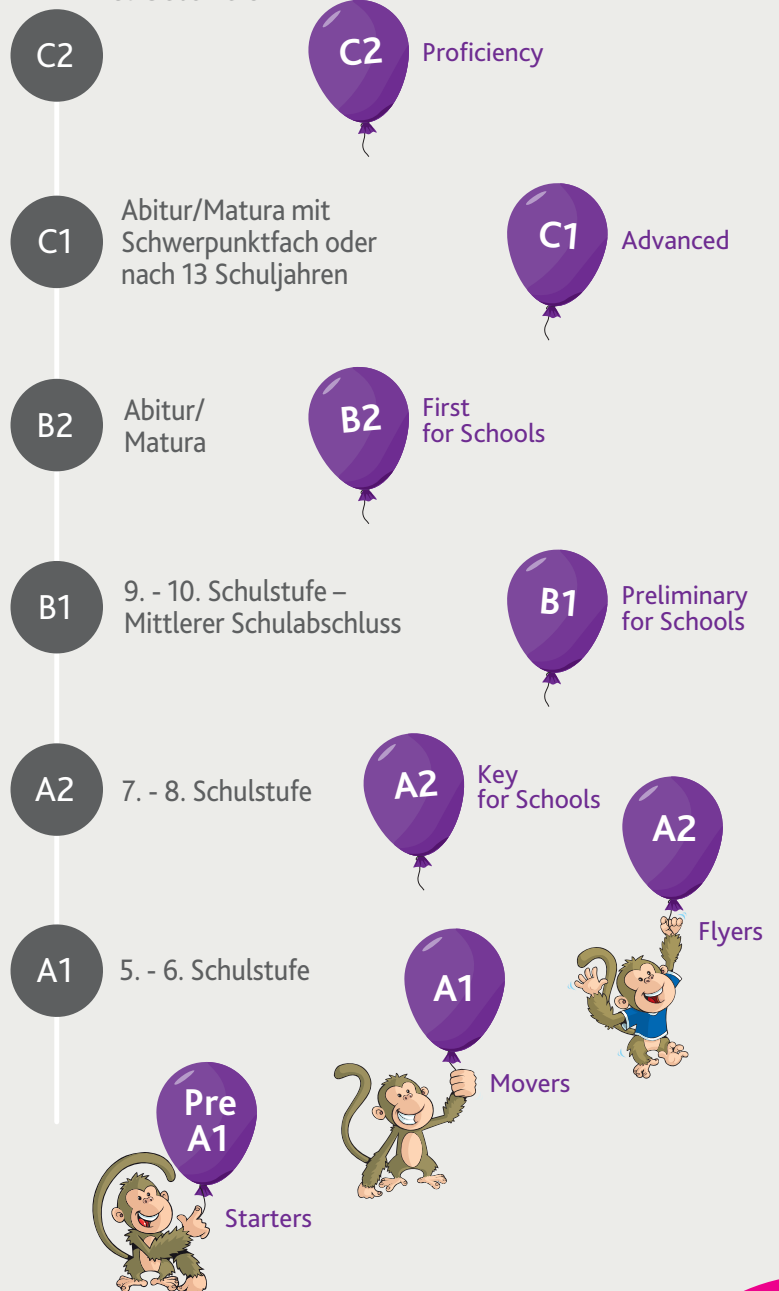 C2
C2
Proficiency
C1
Abitur/Matura mit
Schwerpunktfach oder
nach 13 Schuljahren
C1
Advanced
B2
Abitur/
Matura
B2
First
for Schools
B1
9. - 10. Schulstufe –
Mittlerer Schulabschluss
B1
Preliminary
for Schools
A2
7. - 8. Schulstufe
A2
Key
for Schools
A2
Flyers
A1
5. - 6. Schulstufe
A1
Movers
Pre
A1
Starters